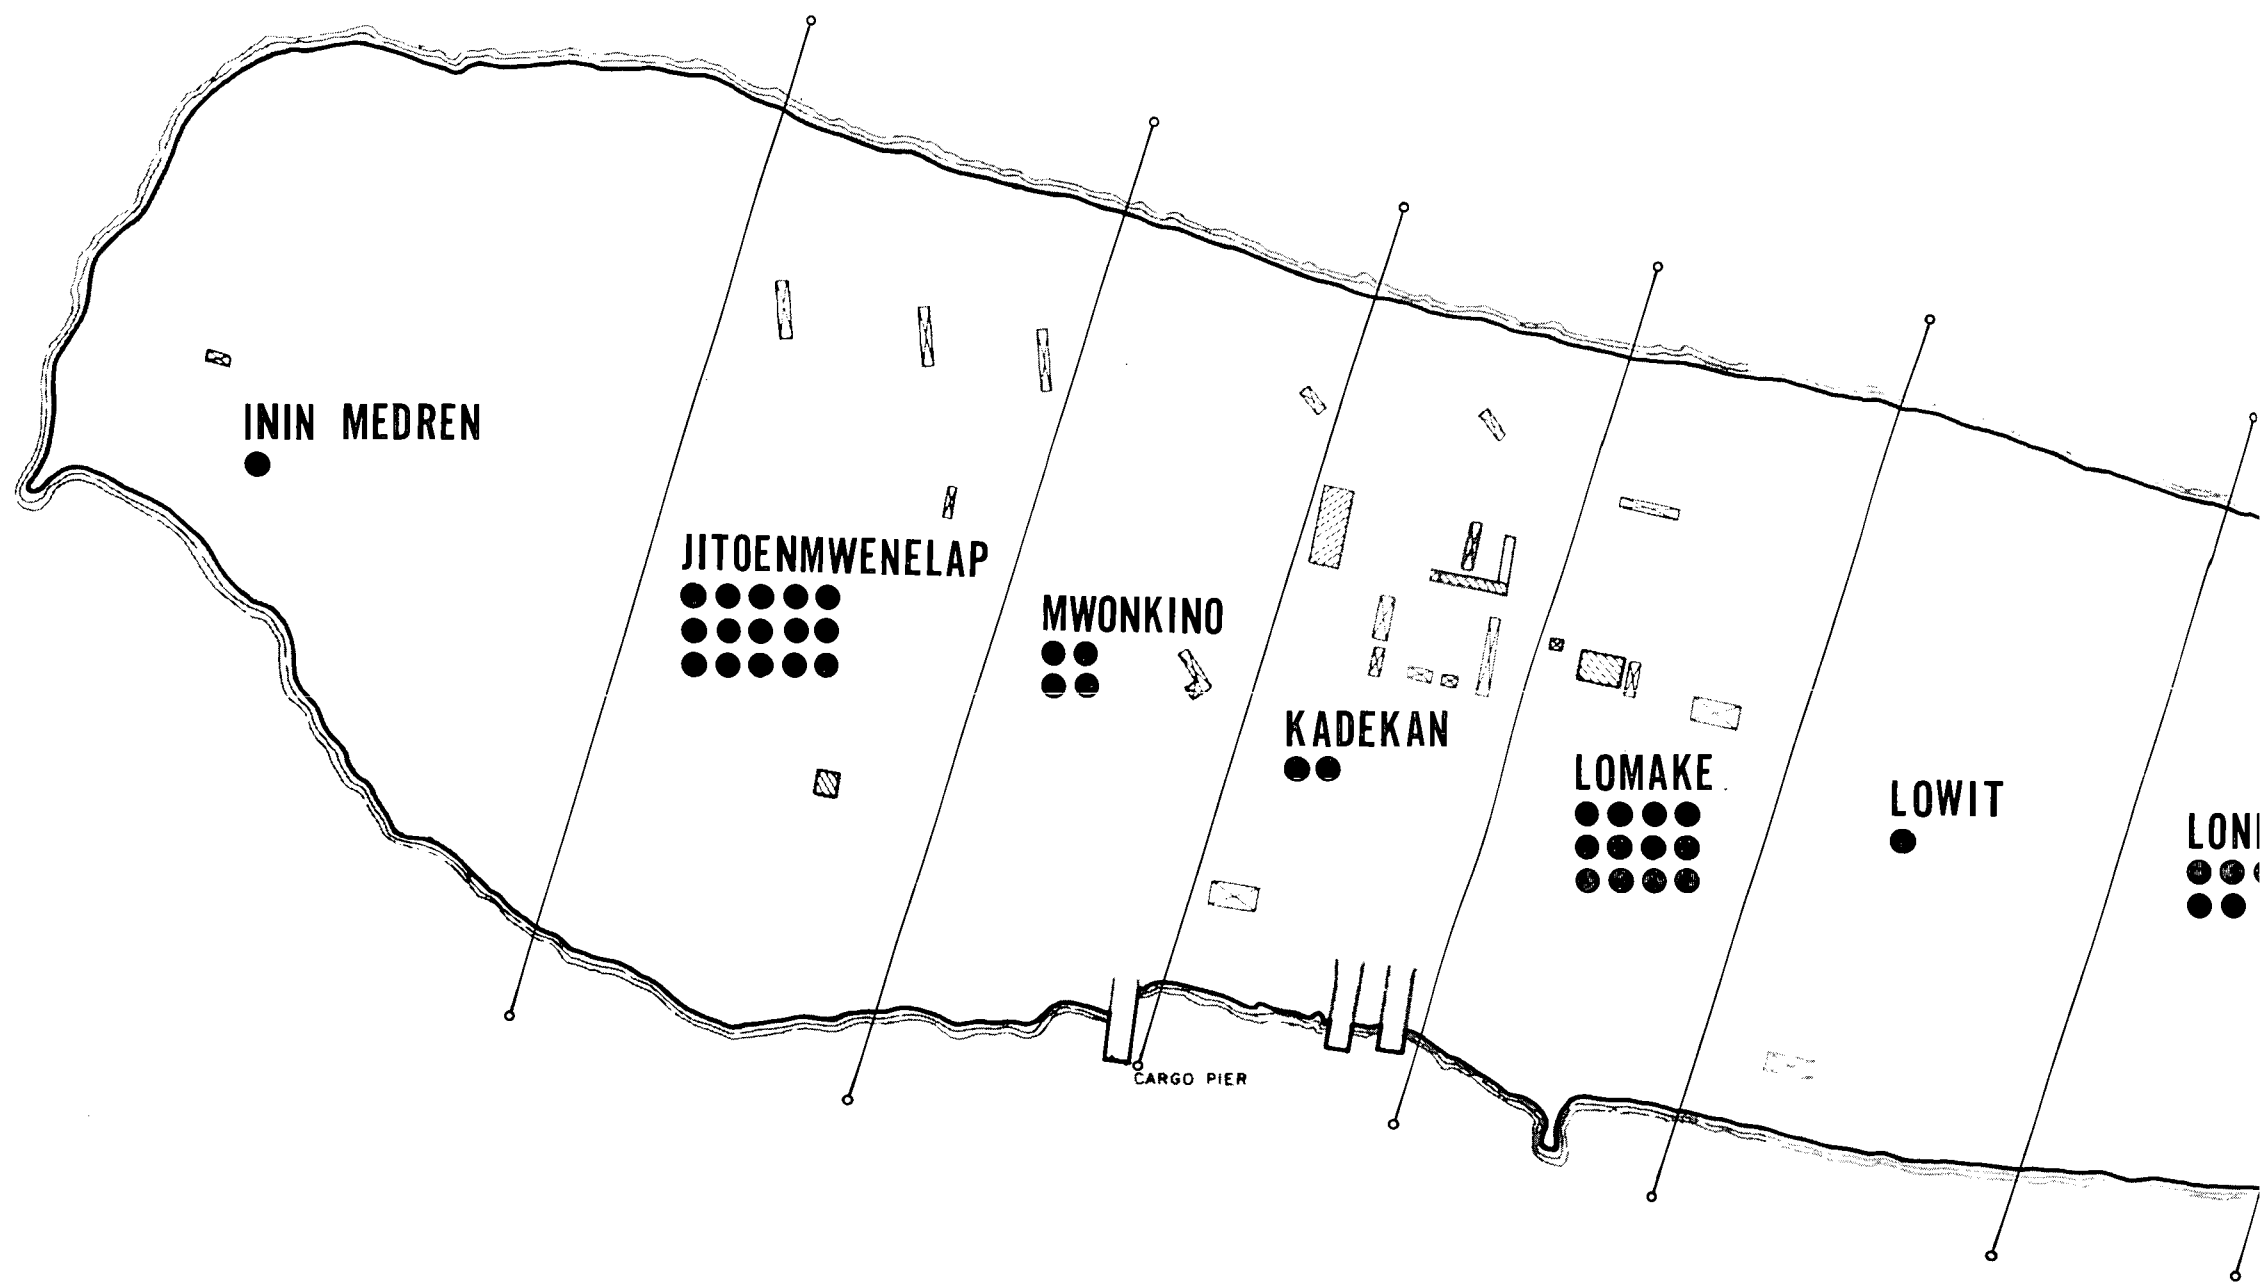 ININ MEDREN
JITOENMWENELAP
MWONKINO
KADEKAN
LOMAKE
LOWIT
CARGO PIER